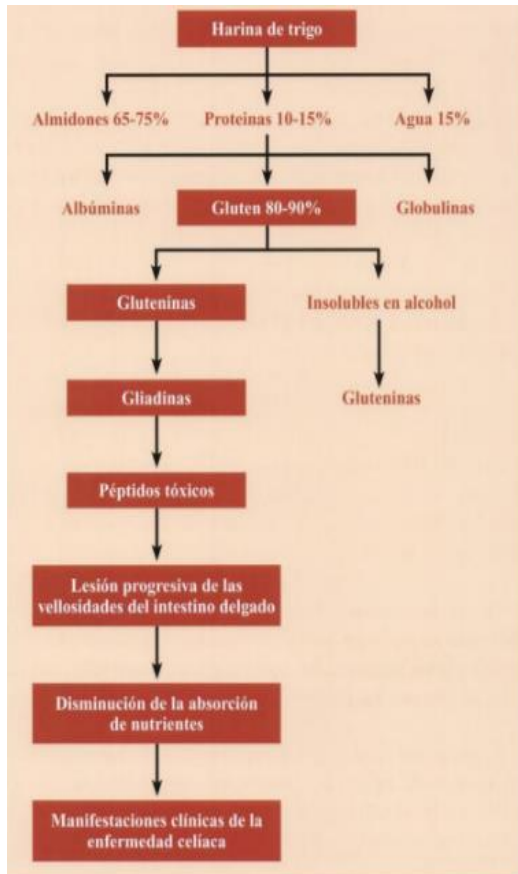 Harina de trigo
Almidones 65-75%
Proteinas 10-15%
Agua 15%
Albúminas
Gluten 80-90%
Globulinas
Gluteninas
Insolubles en alcohol
Gliadinas
Gluteninas
Péptidos tóxicos
Lesión progresiva de las
vellosidades del intestino delgado
Disminución de la absorción
de nutrientes
Manifestaciones clínicas de la
enfermedad celíaca